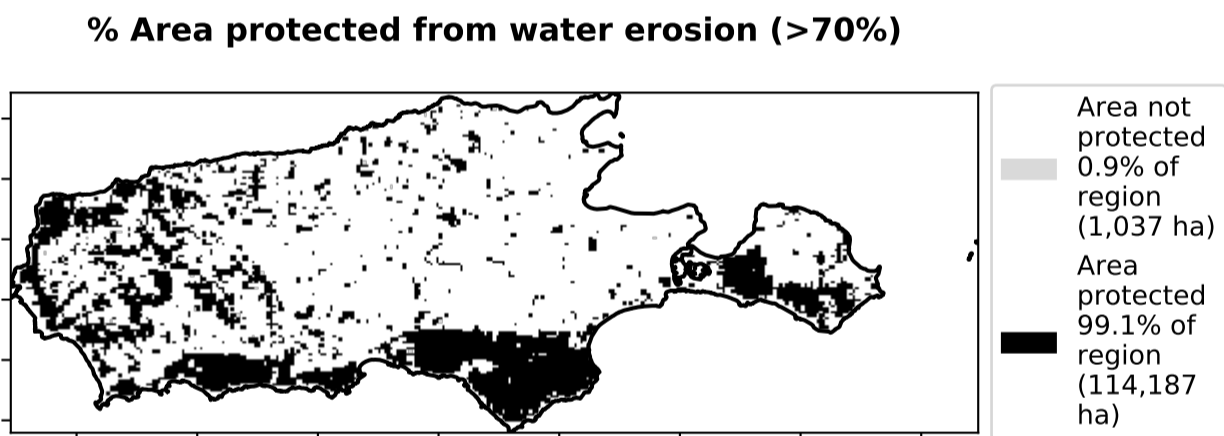 % Area protected from water erosion (>70%)
Area not
protected
0.9% of
region
(1,037 ha)
Area
protected
99.1% of
region
(114,187
ha)